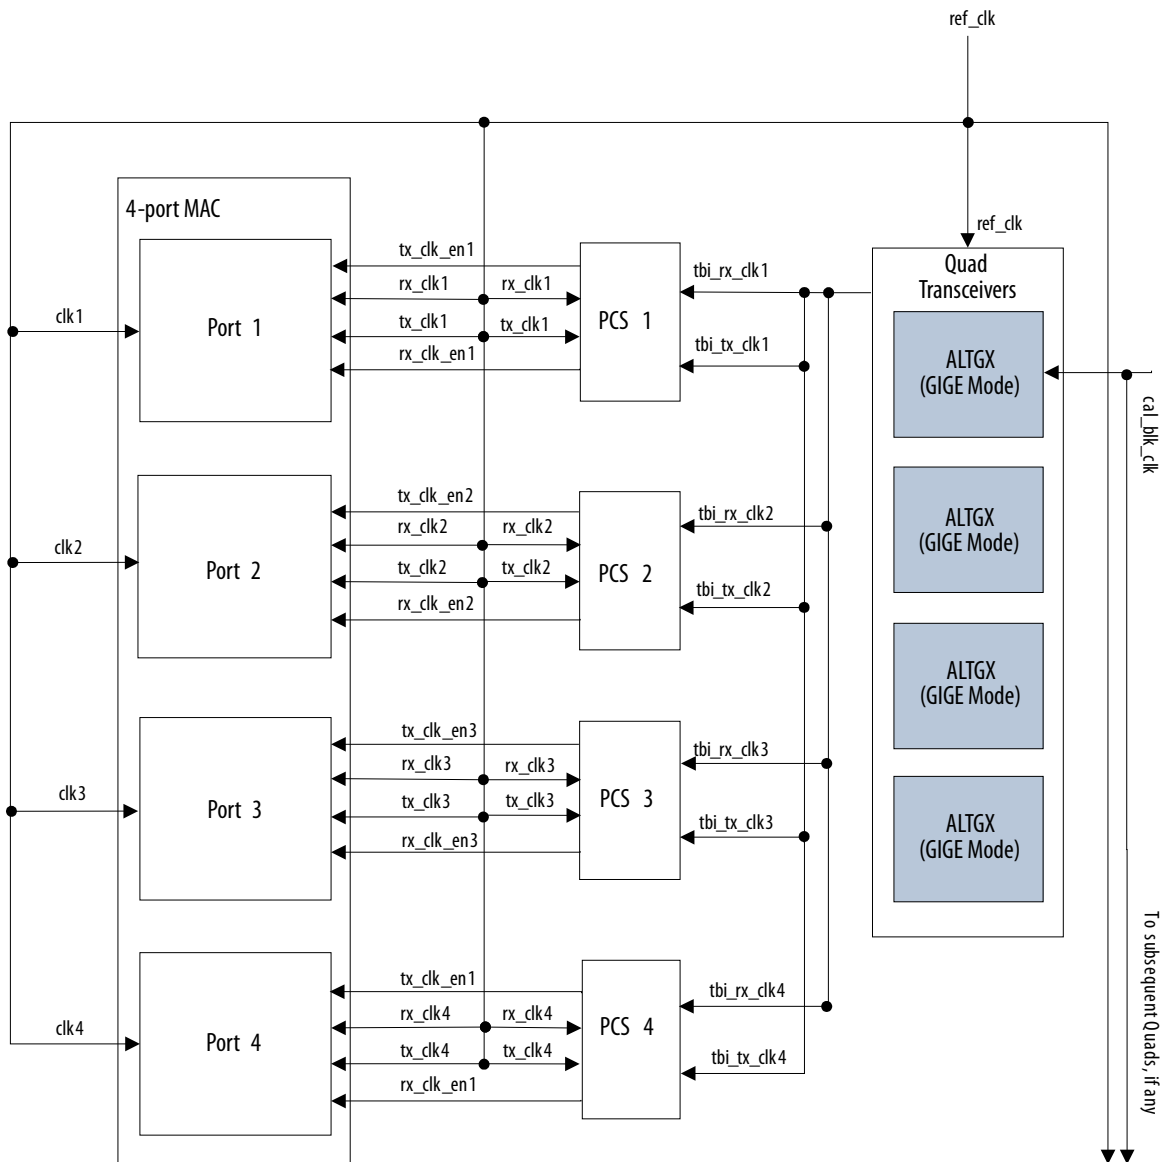 ref_clk
4-port MAC
ref_clk
Quad
Transceivers
tx_clk_en1
tbi_rx_clk1
rx_clk1
rx_clk1
clk1
Port 1
PCS 1
tx_clk1
tx_clk1
rx_clk_en1
tbi_tx_clk1
ALTGX
(GIGE Mode)
cal_blk_clk
tx_clk_en2
tbi_rx_clk2
rx_clk2
rx_clk2
clk2
Port 2
PCS 2
tx_clk2
tx_clk2
rx_clk_en2
tbi_tx_clk2
ALTGX
(GIGE Mode)
ALTGX
(GIGE Mode)
tx_clk_en3
tbi_rx_clk3
rx_clk3
rx_clk3
clk3
Port 3
PCS 3
tx_clk3
tx_clk3
rx_clk_en3
tbi_tx_clk3
ALTGX
(GIGE Mode)
tx_clk_en1
tbi_rx_clk4
rx_clk4
rx_clk4
clk4
Port 4
PCS 4
tx_clk4
tx_clk4
rx_clk_en1
tbi_tx_clk4
To subsequent Quads, if any